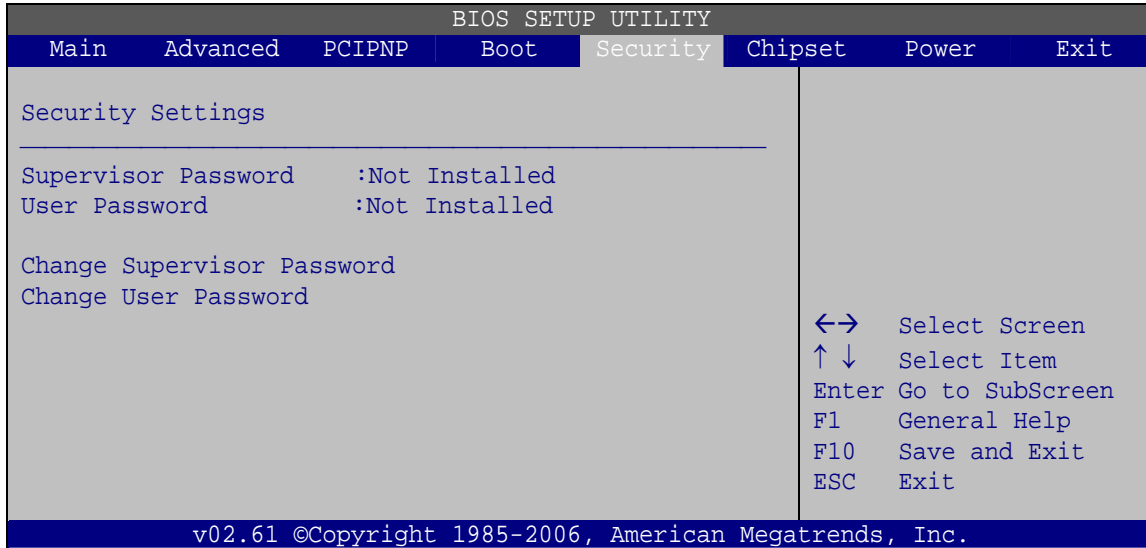 BIOS SETUP UTILITY
Main Advanced PCIPNP Boot Security Chipset Power Exit
Security Settings
Supervisor Password :Not Installed
User Password :Not Installed
Change Supervisor Password
Change User Password
←→ Select Screen
↑ ↓ Select Item
Enter Go to SubScreen
F1 General Help
F10 Save and Exit
ESC Exit
v02.61 ©Copyright 1985-2006, American Megatrends, Inc.